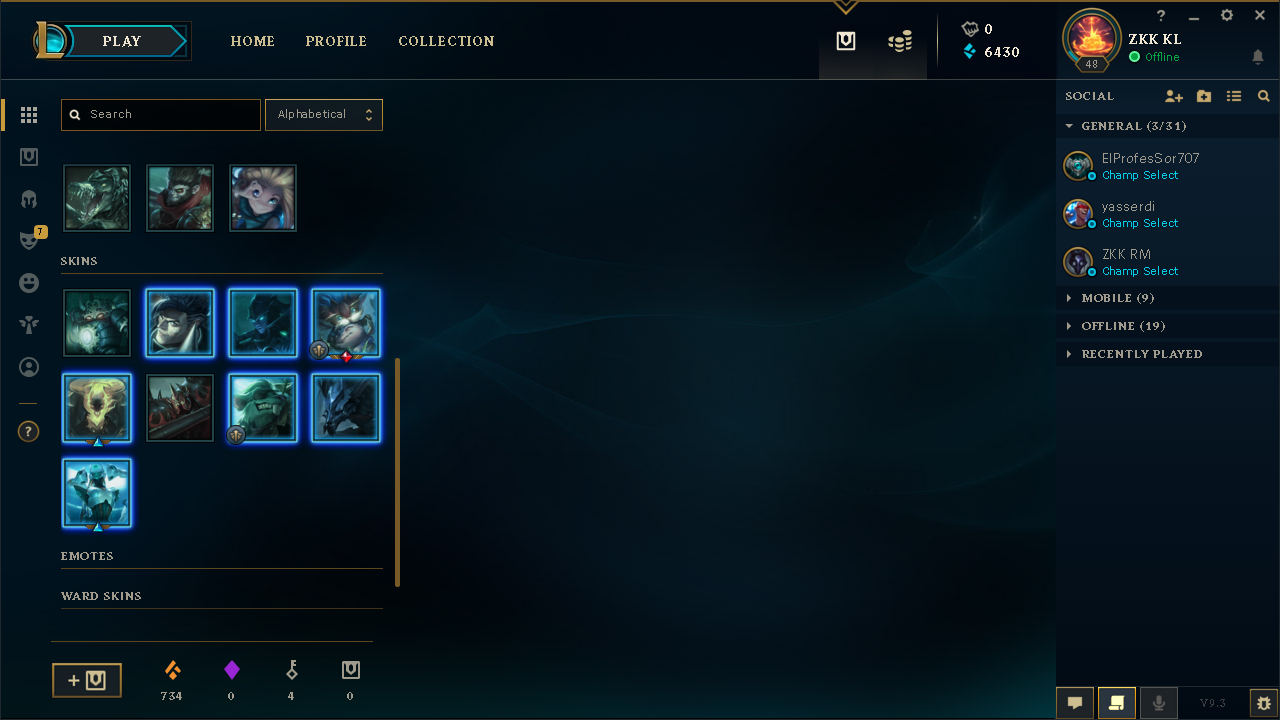 PLAY
HOME
PROFILE
COLLECTION
0
6430
?
48
ZKK KL
Offline
SOCIAL
Search
Alphabetical
GENERAL (3/31)
ElProfesSor707
Champ Select
yasserdi
Champ Select
ZKK RM
Champ Select
MOBILE (9)
OFFLINE (19)
RECENTLY PLAYED
7
SKINS
?
EMOTES
WARD SKINS
+
734
0
4
0
V9.3